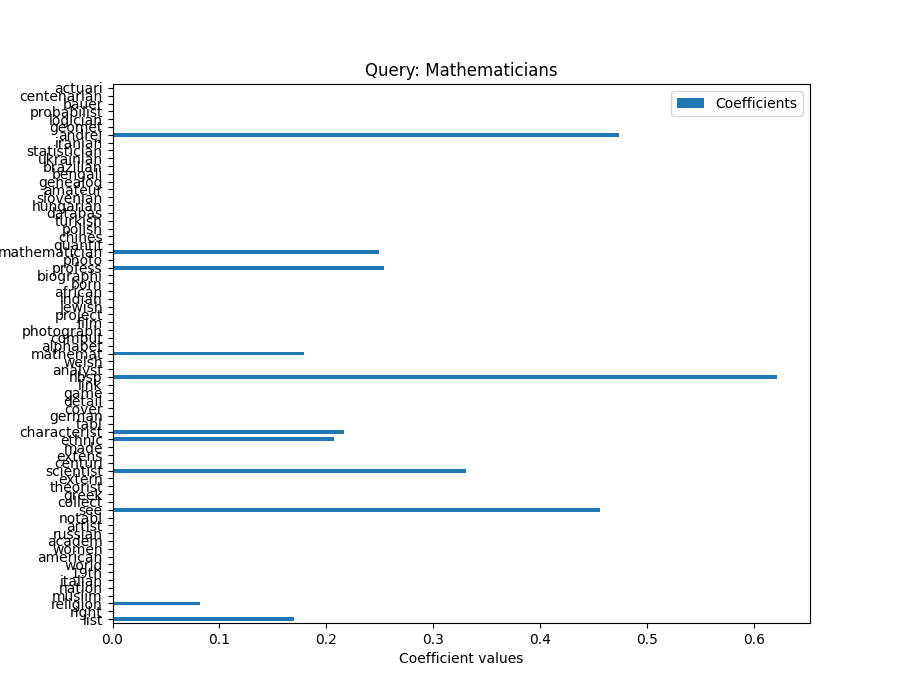 Query: Mathematicians
Coefficients
actuari
centenarian
bauer
probabilist
logician
geomet
andrej
iranian
statistician
ukrainian
brazilian
bengali
genealog
amateur
slovenian
hungarian
databas
turkish
polish
chines
quantit
mathematician
photo
profess
biographi
born
african
indian
jewish
project
film
photograph
comput
alphabet
mathemat
welsh
analyst
nbsp
link
game
detail
cover
german
tabl
characterist
ethnic
made
extens
centuri
scientist
extern
theorist
greek
collect
see
notabl
artist
russian
academ
women
american
world
19th
italian
nation
muslim
religion
right
list
0.0 0.1 0.2 0.3 0.4 0.5 0.6
Coefficient values